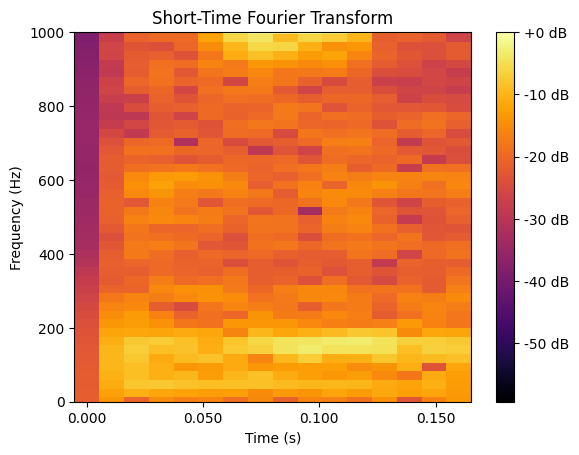 Short-Time Fourier Transform
1000
800
600
400
200
0
Frequency (Hz)
0.000
0.050
0.100
0.150
Time (s)
+0 dB
-10 dB
-20 dB
-30 dB
-40 dB
-50 dB